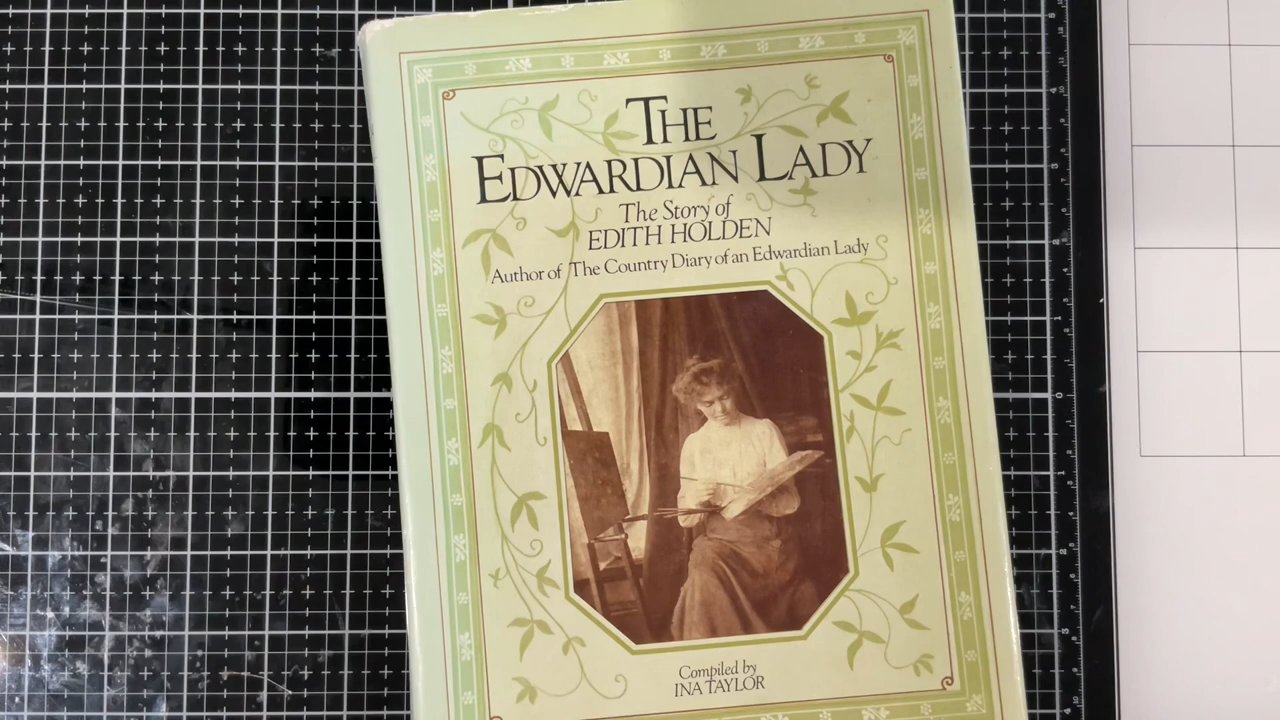 THE
EDWARDIAN LADY
The Story of
EDITH HOLDEN
Author of The Country Diary of an Edwardian Lady
Compiled by
INA TAYLOR